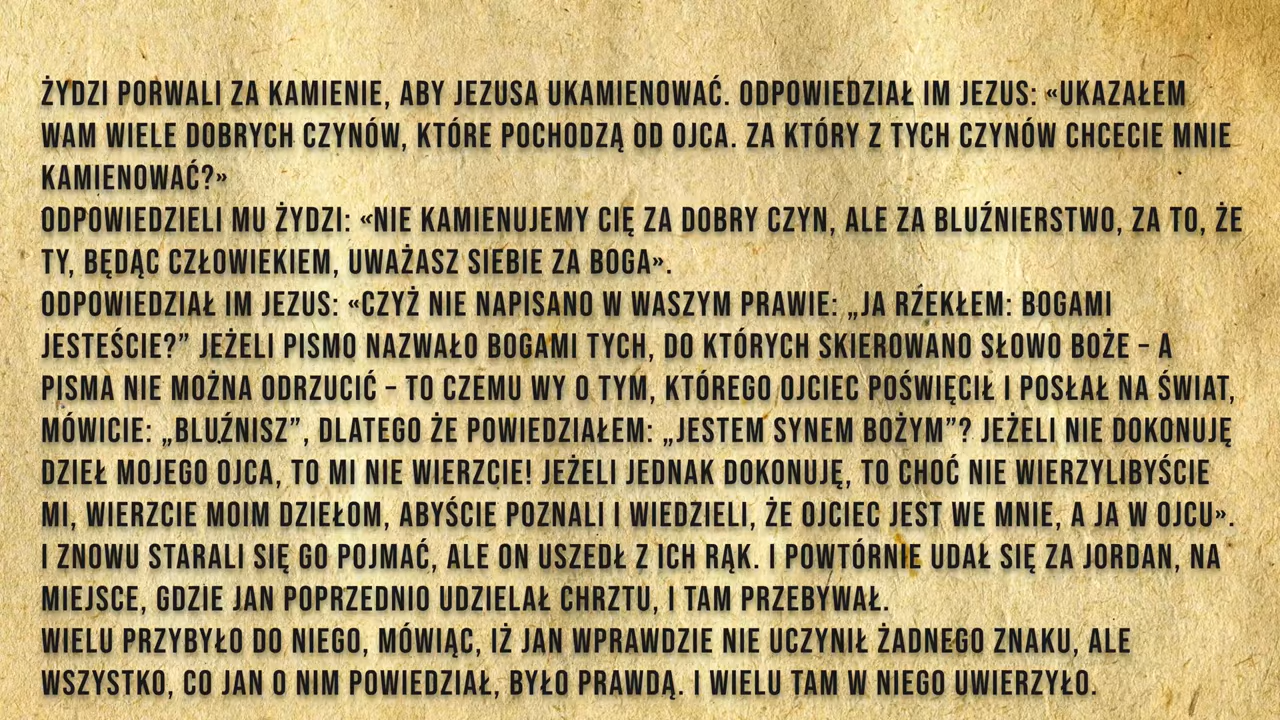 ŻYDZI PORWALI ZA KAMIENIE, ABY JEZUSA UKAMIENOWAĆ. ODPOWIEDZIAŁ IM JEZUS: «UKAZAŁEM
WAM WIELE DOBRYCH CZYNÓW, KTÓRE POCHODZĄ OD OJCA. ZA KTÓRY Z TYCH CZYNÓW CHCECIE MNIE
KAMIENOWAĆ?»
ODPOWIEDZIELI MU ŻYDZI: «NIE KAMIENUJEMY CIĘ ZA DOBRY CZYN, ALE ZA BLUŹNIERSTWO, ZA TO, ŻE
TY, BĘDĄC CZŁOWIEKIEM, UWAŻASZ SIEBIE ZA BOGA».
ODPOWIEDZIAŁ IM JEZUS: «CZYŻ NIE NAPISANO W WASZYM PRAWIE: „JA RZEKŁEM: BOGAMI
JESTEŚCIE?” JEŻELI PISMO NAZWAŁO BOGAMI TYCH, DO KTÓRYCH SKIEROWANO SŁOWO BOŻE – A
PISMA NIE MOŻNA ODRZUCIĆ – TO CZEMU WY O TYM, KTÓREGO OJCIEC POŚWIĘCIŁ I POSŁAŁ NA ŚWIAT,
MÓWICIE: „BLUŹNISZ”, DLATEGO ŻE POWIEDZIAŁEM: „JESTEM SYNEM BOŻYM”? JEŻELI NIE DOKONUJĘ
DZIEŁ MOJEGO OJCA, TO MI NIE WIERZCIE! JEŻELI JEDNAK DOKONUJĘ, TO CHOĆ NIE WIERZYLIBYŚCIE
MI, WIERZCIE MOIM DZIEŁOM, ABYŚCIE POZNALI I WIEDZIELI, ŻE OJCIEC JEST WE MNIE, A JA W OJCU».
I ZNOWU STARALI SIĘ GO POJMAĆ, ALE ON USZEDŁ Z ICH RĄK. I POWTÓRNIE UDAŁ SIĘ ZA JORDAN, NA
MIEJSCE, GDZIE JAN POPRZEDNIO UDZIELAŁ CHRZTU, I TAM PRZEBYWAŁ.
WIELU PRZYBYŁO DO NIEGO, MÓWIĄC, IŻ JAN WPRAWDZIE NIE UCZYNIŁ ŻADNEGO ZNAKU, ALE
WSZYSTKO, CO JAN O NIM POWIEDZIAŁ, BYŁO PRAWDĄ. I WIELU TAM W NIEGO UWIERZYŁO.